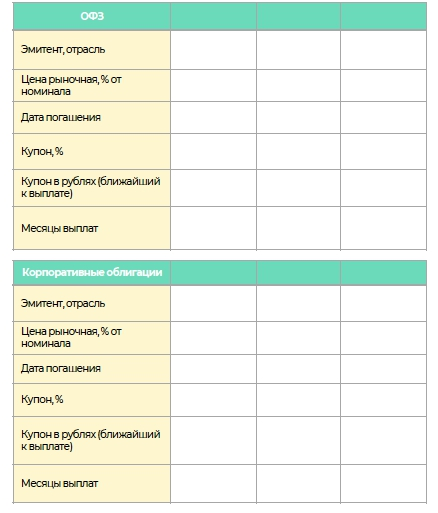 ОФЗ
Эмитент, отрасль
Цена рыночная, % от
номинала
Дата погашения
Купон, %
Купон в рублях (ближайший
к выплате)
Месяцы выплат
Корпоративные облигации
Эмитент, отрасль
Цена рыночная, % от
номинала
Дата погашения
Купон, %
Купон в рублях (ближайший
к выплате)
Месяцы выплат